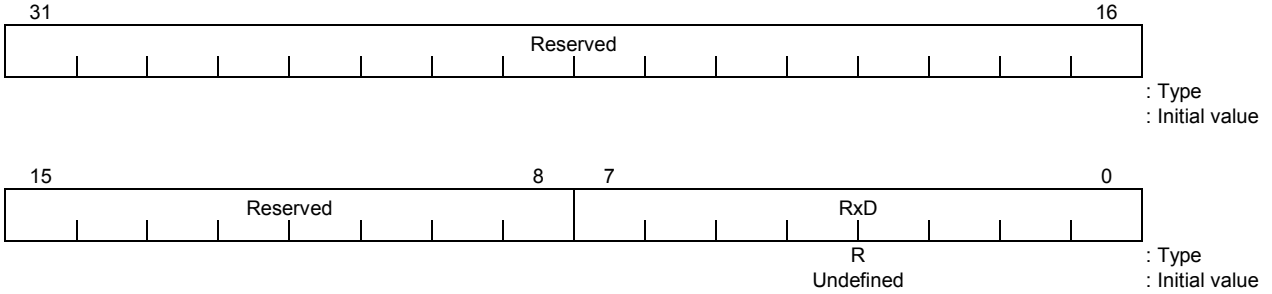 31 16
Reserved
: Type
: Initial value
15 8 7 0
Reserved RxD
R : Type
Undefined : Initial value